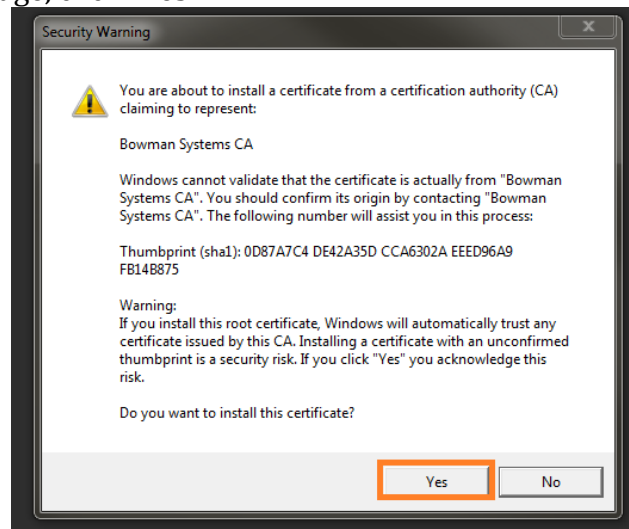 Security Warning
You are about to install a certificate from a certification authority (CA)
claiming to represent:
Bowman Systems CA
Windows cannot validate that the certificate is actually from "Bowman
Systems CA". You should confirm its origin by contacting "Bowman
Systems CA". The following number will assist you in this process:
Thumbprint (sha1): 0D87A7C4 DE42A35D CCA6302A EEED96A9
FB14B875
Warning:
If you install this root certificate, Windows will automatically trust any
certificate issued by this CA. Installing a certificate with an unconfirmed
thumbprint is a security risk. If you click "Yes" you acknowledge this
risk.
Do you want to install this certificate?
Yes No